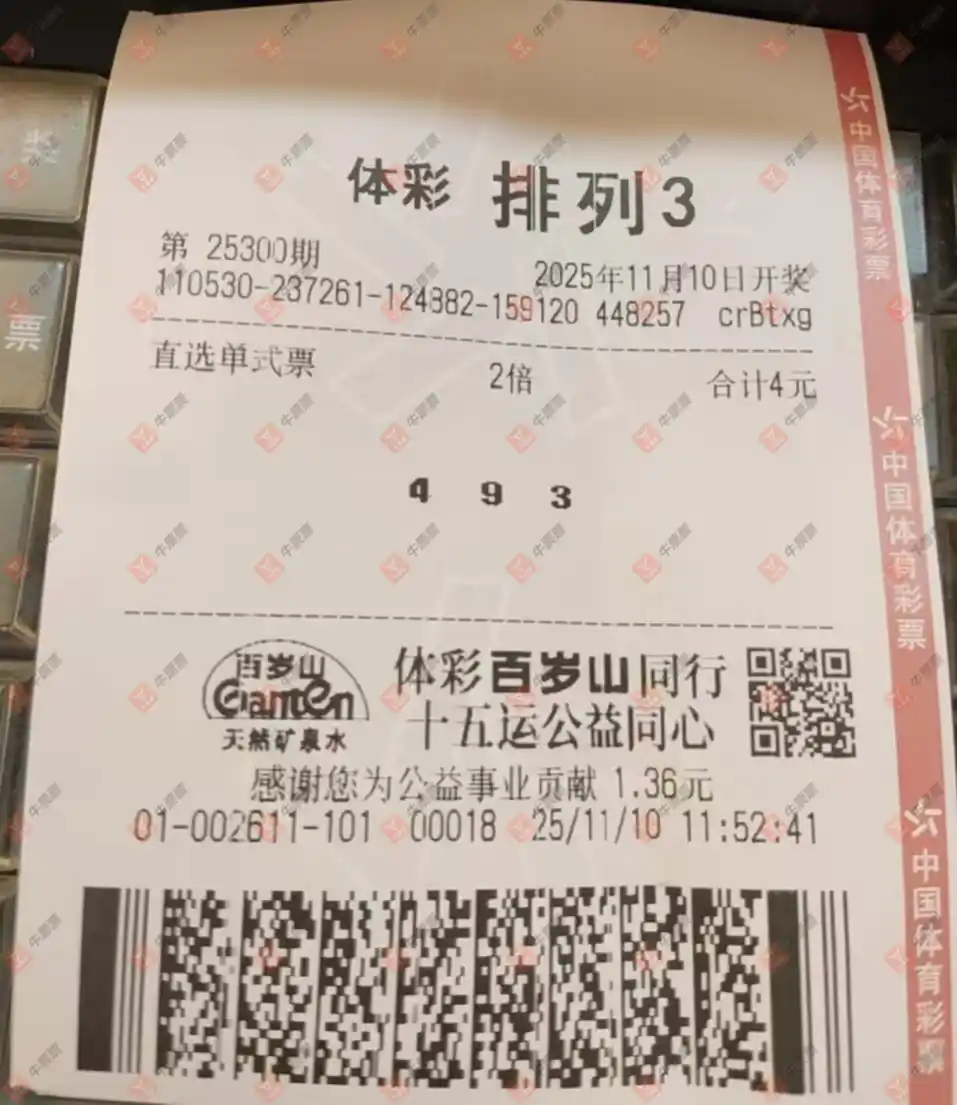 体彩 排列3
第 25300期
2025年11月10日开奖
110530-237261-124882-159120 448257 crBtxg
直选单式票 2倍 合计4元
4 9 3
百岁山
Ganten
天然矿泉水
体彩百岁山同行
十五运公益同心
感谢您为公益事业贡献 1.36元
01-002611-101 00018 25/11/10 11:52:41
中国体育彩票
中国体育彩票
中国体育彩票
票
牛票票